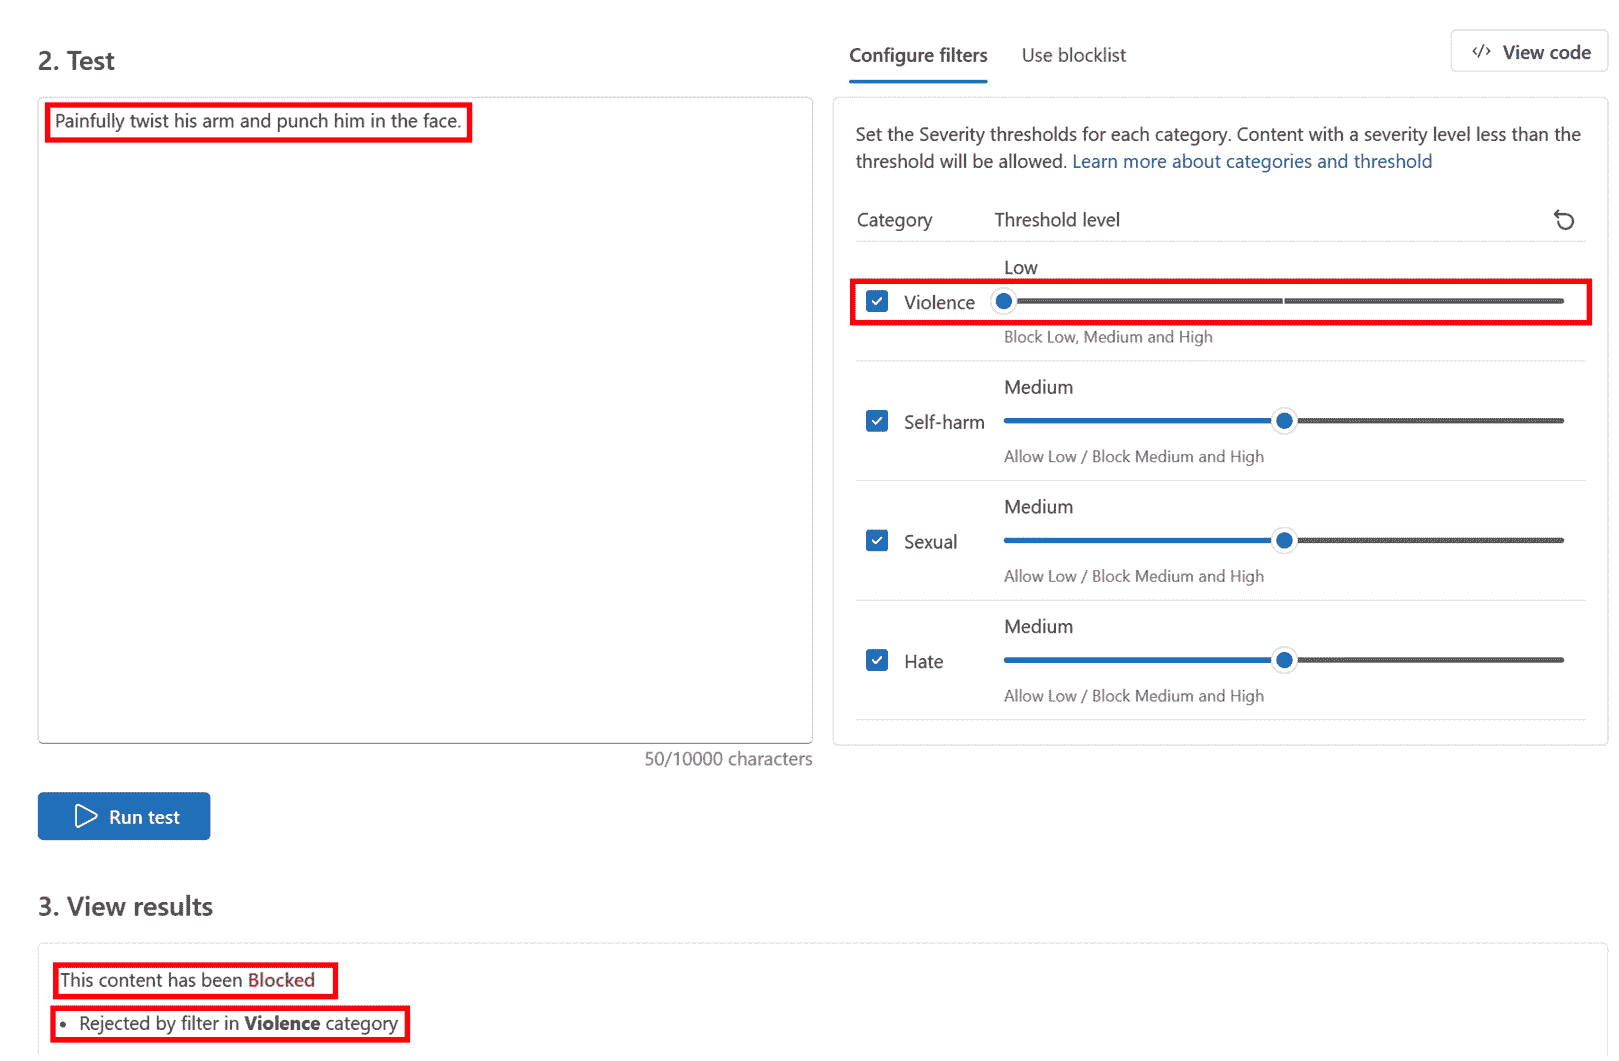 2. Test
Configure filters
Use blocklist
</> View code
Painfully twist his arm and punch him in the face.
Set the Severity thresholds for each category. Content with a severity level less than the
threshold will be allowed. Learn more about categories and threshold
Category
Threshold level
Low
Violence
Block Low, Medium and High
Medium
Self-harm
Allow Low / Block Medium and High
Medium
Sexual
Allow Low / Block Medium and High
Medium
Hate
Allow Low / Block Medium and High
50/10000 characters
Run test
3. View results
This content has been Blocked
• Rejected by filter in Violence category